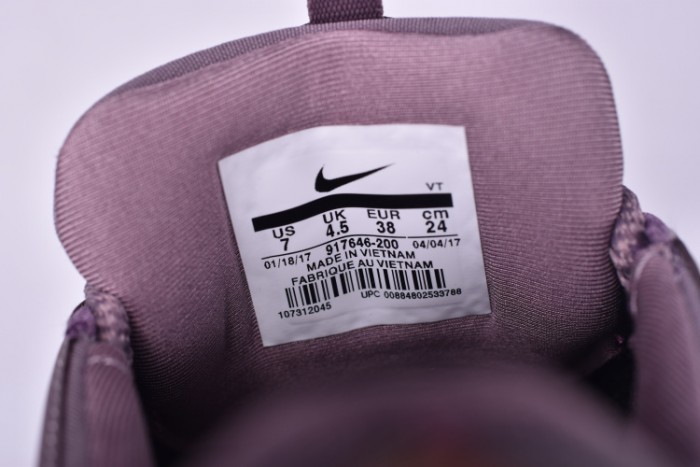 VT
US UK EUR cm
7 4.5 38 24
01/18/17 917646-200 04/04/17
MADE IN VIETNAM
FABRIQUE AU VIETNAM
UPC 00884802533788
107312045